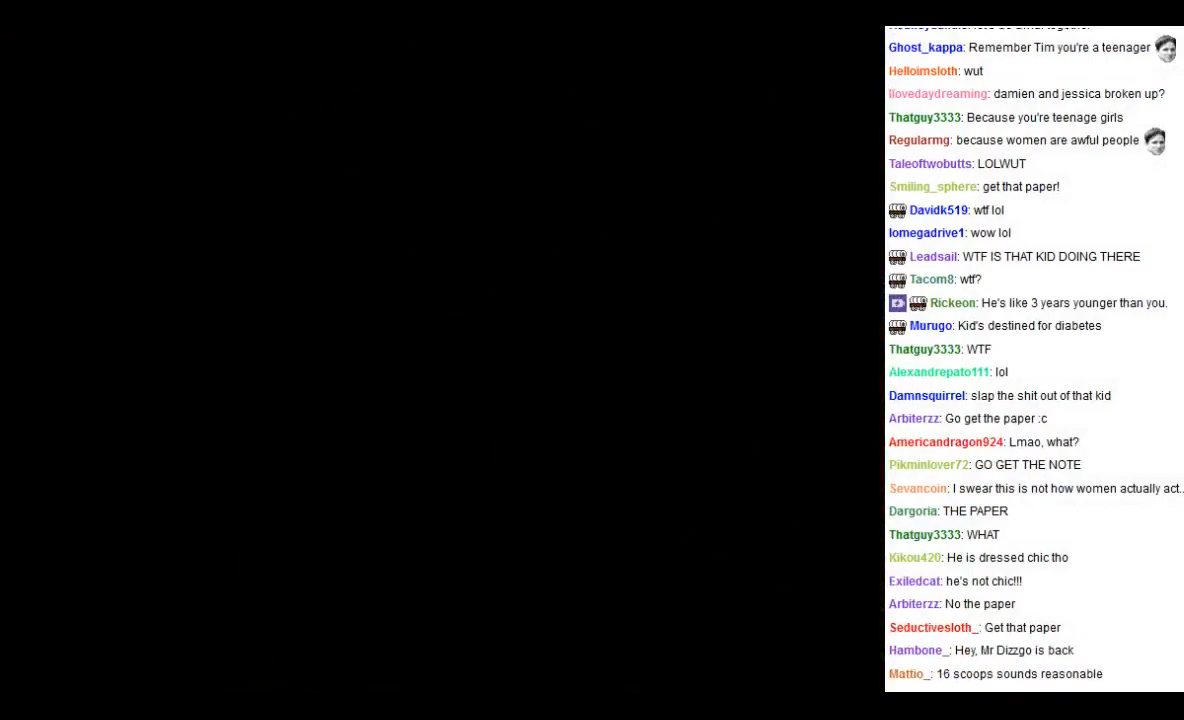 Ghost_kappa: Remember Tim you're a teenager
Helloimsloth: wut
Ilovedaydreaming: damien and jessica broken up?
Thatguy3333: Because you're teenage girls
Regularmg: because women are awful people
Taleoftwobutts: LOLWUT
Smiling_sphere: get that paper!
Davidk519: wtf lol
Iomegadrive1: wow lol
Leadsail: WTF IS THAT KID DOING THERE
Tacom8: wtf?
Rickeon: He's like 3 years younger than you.
Murugo: Kid's destined for diabetes
Thatguy3333: WTF
Alexandrepato111: lol
Damnsquirrel: slap the shit out of that kid
Arbiterzz: Go get the paper :c
Americandragon924: Lmao, what?
Pikminlover72: GO GET THE NOTE
Sevancoin: I swear this is not how women actually act..
Dargoria: THE PAPER
Thatguy3333: WHAT
Kikou420: He is dressed chic tho
Exiledcat: he's not chic!!!
Arbiterzz: No the paper
Seductivesloth_: Get that paper
Hambone_: Hey, Mr Dizzgo is back
Mattio_: 16 scoops sounds reasonable